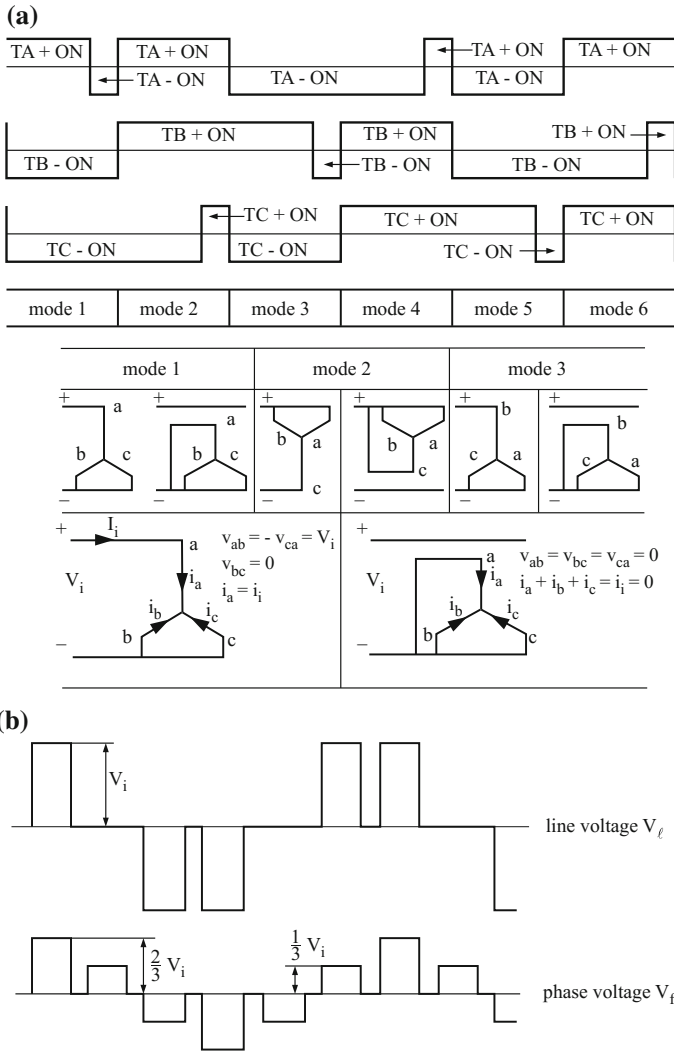 (a)
TA + ON TA + ON TA + ON TA + ON
TA - ON TA - ON TA - ON
TB + ON TB + ON TB + ON
TB - ON TB - ON TB - ON
TC + ON TC + ON TC + ON
TC - ON TC - ON TC - ON
mode 1 mode 2 mode 3 mode 4 mode 5 mode 6
mode 1 mode 2 mode 3
+ + + + + +
a a b b
b c b c b a b a c a c a
c c
− − − − − −
+ I_i a v_ab = - v_ca = V_i
v_bc = 0
V_i i_a i_a = i_i
i_b i_c
b c
−
+
a v_ab = v_bc = v_ca = 0
V_i i_a i_a + i_b + i_c = i_i = 0
i_b i_c
b c
−
(b)
V_i
line voltage V_ℓ
2/3 V_i 1/3 V_i
phase voltage V_f